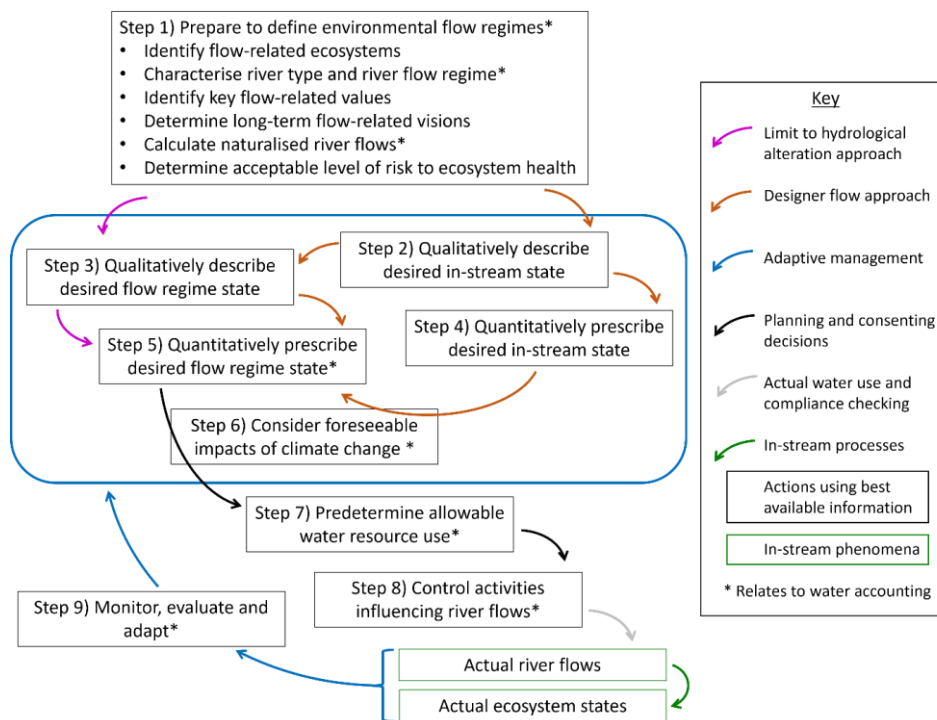 Step 1) Prepare to define environmental flow regimes*
• Identify flow-related ecosystems
• Characterise river type and river flow regime*
• Identify key flow-related values
• Determine long-term flow-related visions
• Calculate naturalised river flows*
• Determine acceptable level of risk to ecosystem health
Step 2) Qualitatively describe
desired in-stream state
Step 3) Qualitatively describe
desired flow regime state
Step 4) Quantitatively prescribe
desired in-stream state
Step 5) Quantitatively prescribe
desired flow regime state*
Step 6) Consider foreseeable
impacts of climate change *
Step 7) Predetermine allowable
water resource use*
Step 8) Control activities
influencing river flows*
Step 9) Monitor, evaluate and
adapt*
Actual river flows
Actual ecosystem states
Key
Limit to hydrological
alteration approach
Designer flow approach
Adaptive management
Planning and consenting
decisions
Actual water use and
compliance checking
In-stream processes
Actions using best
available information
In-stream phenomena
* Relates to water accounting